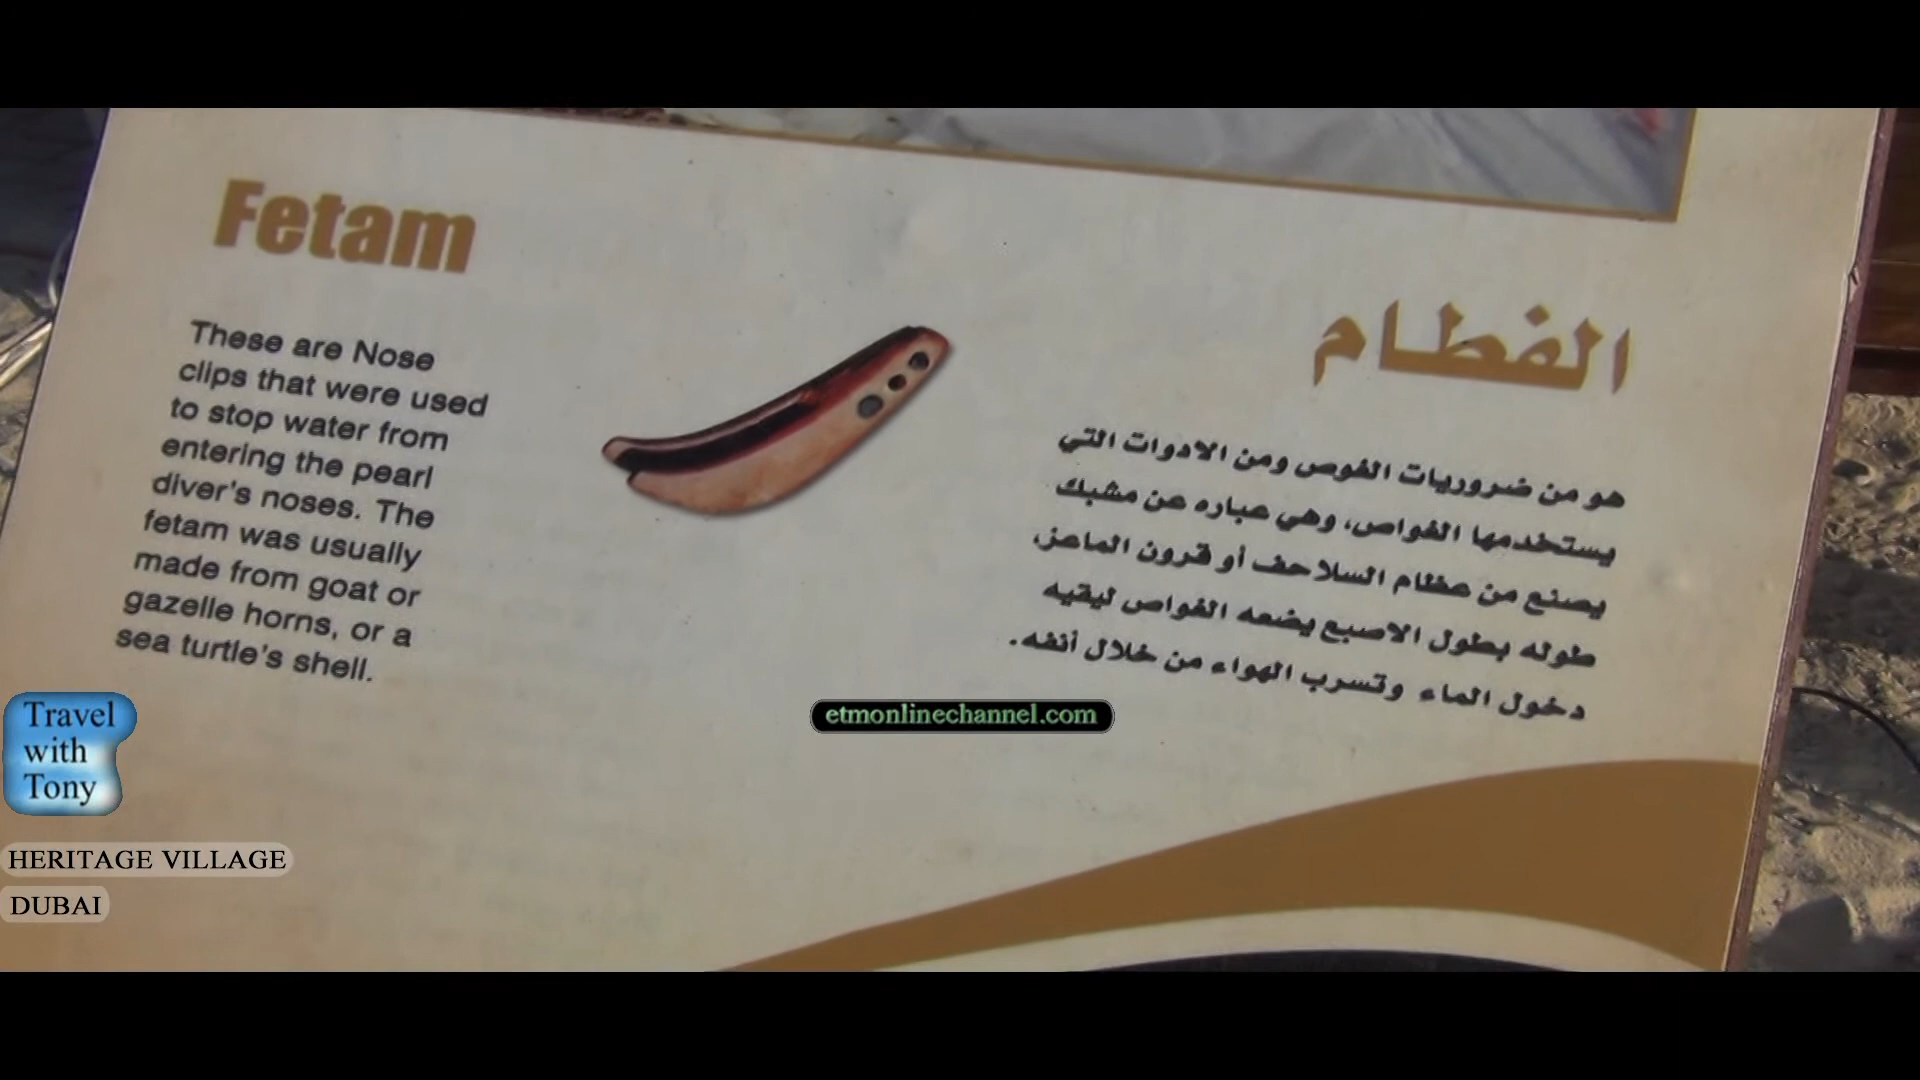 Fetam
These are Nose
clips that were used
to stop water from
entering the pearl
diver's noses. The
fetam was usually
made from goat or
gazelle horns, or a
sea turtle's shell.
الفطام
هو من ضروريات الغوص ومن الادوات التي
يستخدمها الغواص، وهي عباره عن مشبك
يصنع من عظام السلاحف أو قرون الماعز،
طوله بطول الاصبع يضعه الغواص ليقيه
دخول الماء وتسرب الهواء من خلال أنفه.
etmonlinechannel.com
Travel
with
Tony
HERITAGE VILLAGE
DUBAI